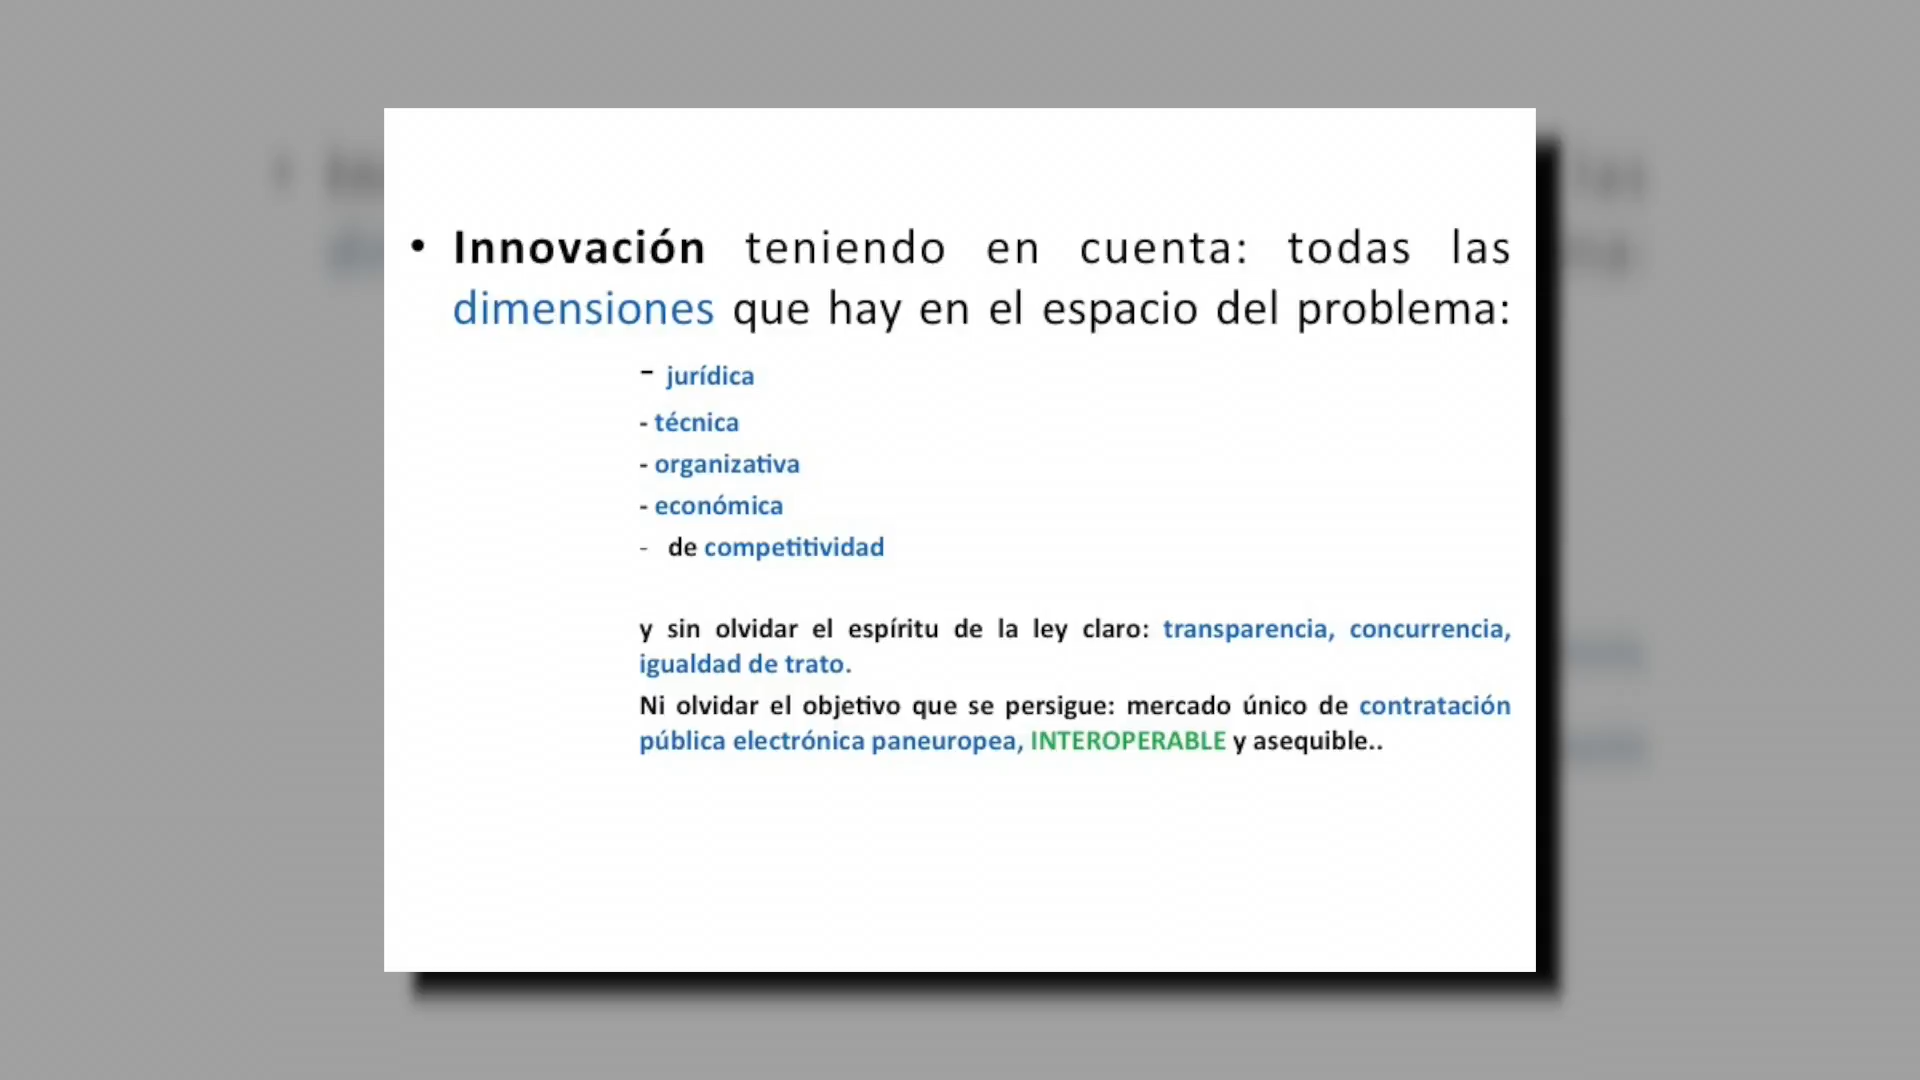 • Innovación teniendo en cuenta: todas las
dimensiones que hay en el espacio del problema:
– jurídica
- técnica
- organizativa
- económica
- de competitividad
y sin olvidar el espíritu de la ley claro: transparencia, concurrencia,
igualdad de trato.
Ni olvidar el objetivo que se persigue: mercado único de contratación
pública electrónica paneuropea, INTEROPERABLE y asequible..